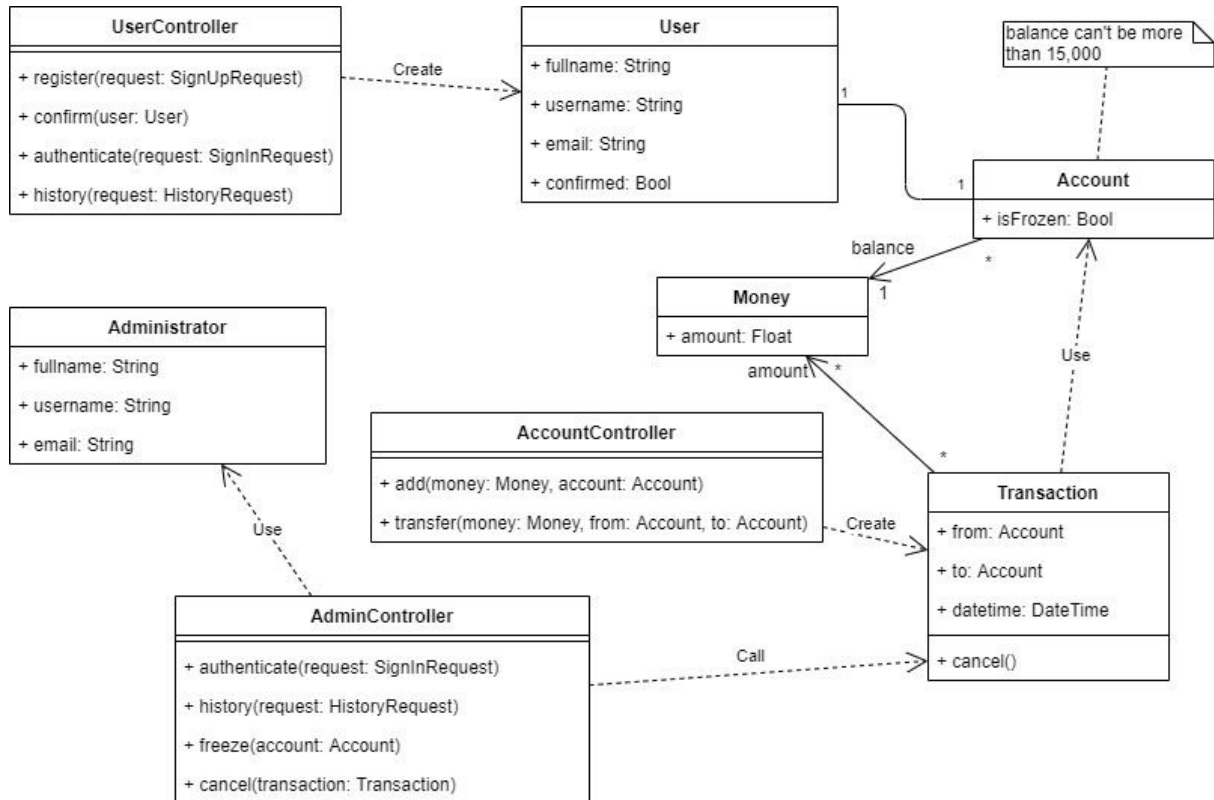 UserController
+ register(request: SignUpRequest)
+ confirm(user: User)
+ authenticate(request: SignInRequest)
+ history(request: HistoryRequest)
Create
User
+ fullname: String
+ username: String
+ email: String
+ confirmed: Bool
1
1
balance can't be more
than 15,000
Account
+ isFrozen: Bool
balance
*
1
Money
+ amount: Float
amount
*
*
Use
Administrator
+ fullname: String
+ username: String
+ email: String
Use
AccountController
+ add(money: Money, account: Account)
+ transfer(money: Money, from: Account, to: Account)
Create
Transaction
+ from: Account
+ to: Account
+ datetime: DateTime
+ cancel()
AdminController
+ authenticate(request: SignInRequest)
+ history(request: HistoryRequest)
+ freeze(account: Account)
+ cancel(transaction: Transaction)
Call